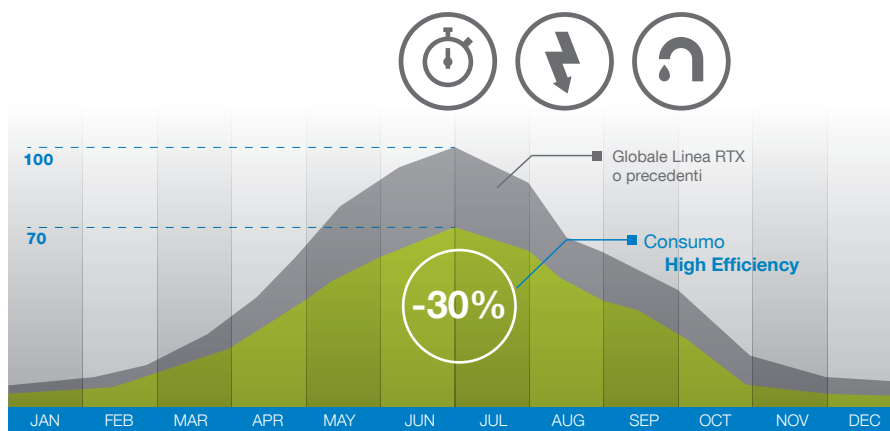 100
Globale Linea RTX
o precedenti
70
Consumo
High Efficiency
-30%
JAN FEB MAR APR MAY JUN JUL AUG SEP OCT NOV DEC